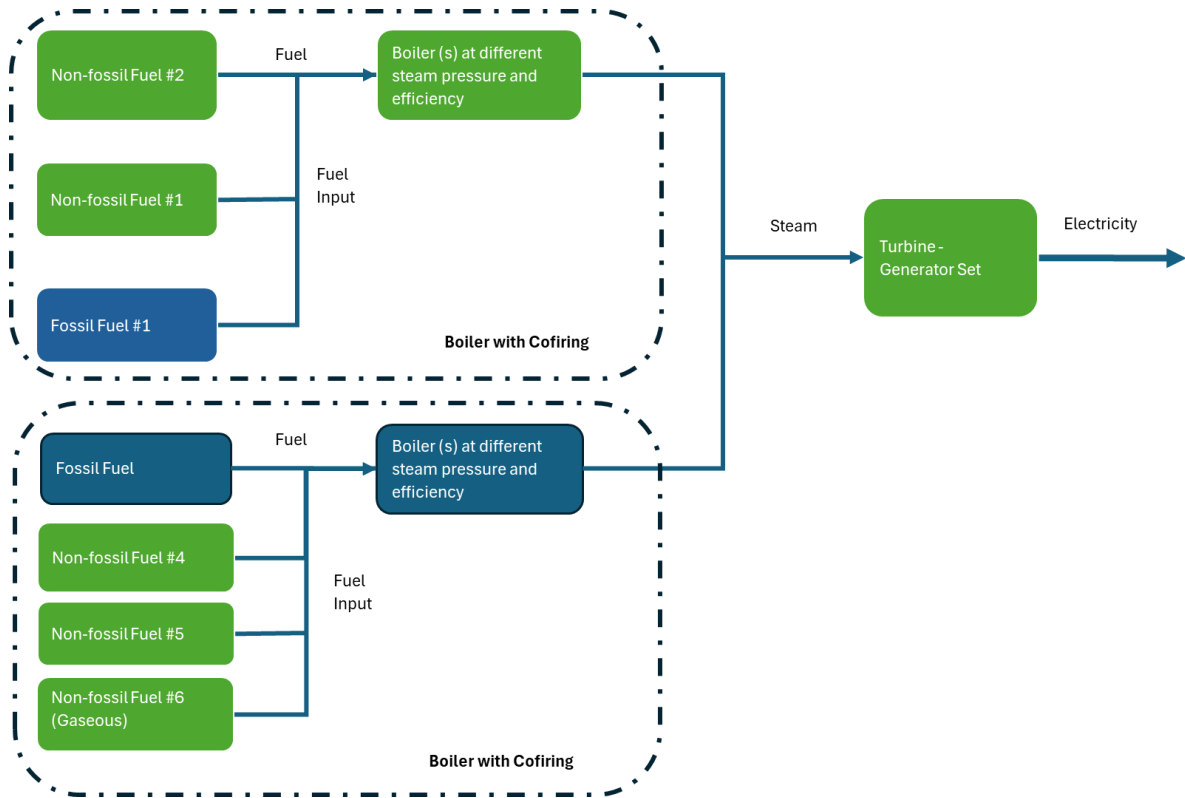 Non-fossil Fuel #2
Fuel
Boiler (s) at different
steam pressure and
efficiency
Non-fossil Fuel #1
Fuel
Input
Fossil Fuel #1
Boiler with Cofiring
Steam
Turbine -
Generator Set
Electricity
Fossil Fuel
Fuel
Boiler (s) at different
steam pressure and
efficiency
Non-fossil Fuel #4
Fuel
Input
Non-fossil Fuel #5
Non-fossil Fuel #6
(Gaseous)
Boiler with Cofiring